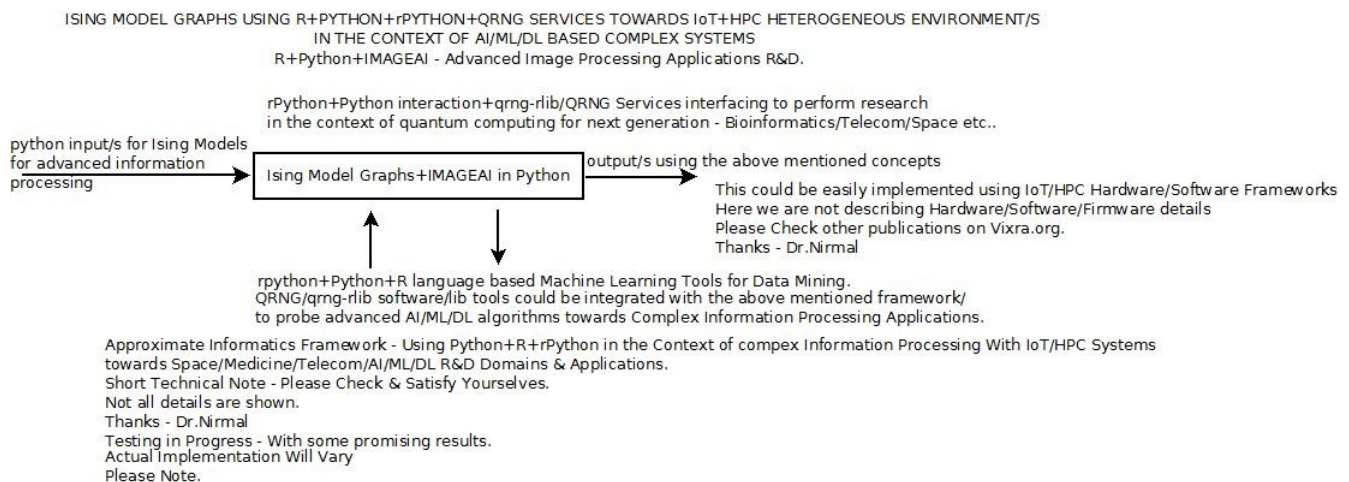 ISING MODEL GRAPHS USING R+PYTHON+rPYTHON+QRNG SERVICES TOWARDS IoT+HPC HETEROGENEOUS ENVIRONMENT/S
IN THE CONTEXT OF AI/ML/DL BASED COMPLEX SYSTEMS
R+Python+IMAGEAI - Advanced Image Processing Applications R&D.
rPython+Python interaction+qrng-rlib/QRNG Services interfacing to perform research
in the context of quantum computing for next generation - Bioinformatics/Telecom/Space etc..
python input/s for Ising Models
for advanced information
processing
Ising Model Graphs+IMAGEAI in Python
output/s using the above mentioned concepts
This could be easily implemented using IoT/HPC Hardware/Software Frameworks
Here we are not describing Hardware/Software/Firmware details
Please Check other publications on Vixra.org.
Thanks - Dr.Nirmal
rpython+Python+R language based Machine Learning Tools for Data Mining.
QRNG/qrng-rlib software/lib tools could be integrated with the above mentioned framework/
to probe advanced AI/ML/DL algorithms towards Complex Information Processing Applications.
Approximate Informatics Framework - Using Python+R+rPython in the Context of compex Information Processing With IoT/HPC Systems
towards Space/Medicine/Telecom/AI/ML/DL R&D Domains & Applications.
Short Technical Note - Please Check & Satisfy Yourselves.
Not all details are shown.
Thanks - Dr.Nirmal
Testing in Progress - With some promising results.
Actual Implementation Will Vary
Please Note.